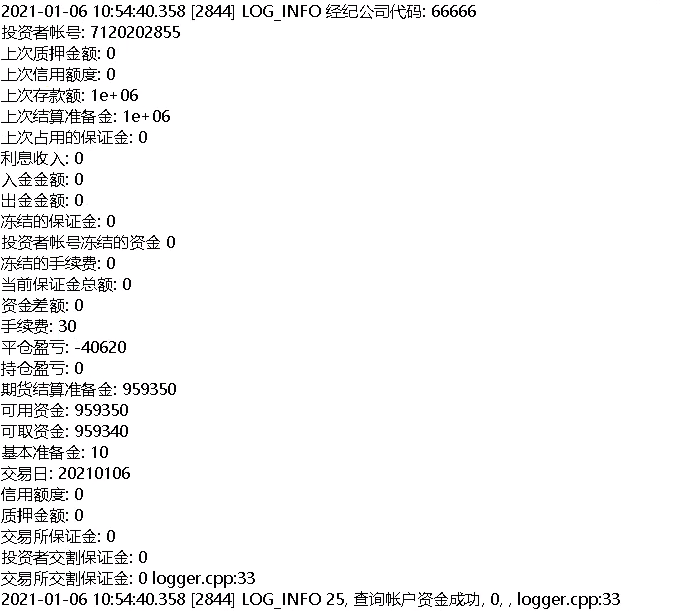 2021-01-06 10:54:40.358 [2844] LOG_INFO 经纪公司代码: 66666
投资者帐号: 7120202855
上次质押金额: 0
上次信用额度: 0
上次存款额: 1e+06
上次结算准备金: 1e+06
上次占用的保证金: 0
利息收入: 0
入金金额: 0
出金金额: 0
冻结的保证金: 0
投资者帐号冻结的资金 0
冻结的手续费: 0
当前保证金总额: 0
资金差额: 0
手续费: 30
平仓盈亏: -40620
持仓盈亏: 0
期货结算准备金: 959350
可用资金: 959350
可取资金: 959340
基本准备金: 10
交易日: 20210106
信用额度: 0
质押金额: 0
交易所保证金: 0
投资者交割保证金: 0
交易所交割保证金: 0 logger.cpp:33
2021-01-06 10:54:40.358 [2844] LOG_INFO 25, 查询帐户资金成功, 0, , logger.cpp:33